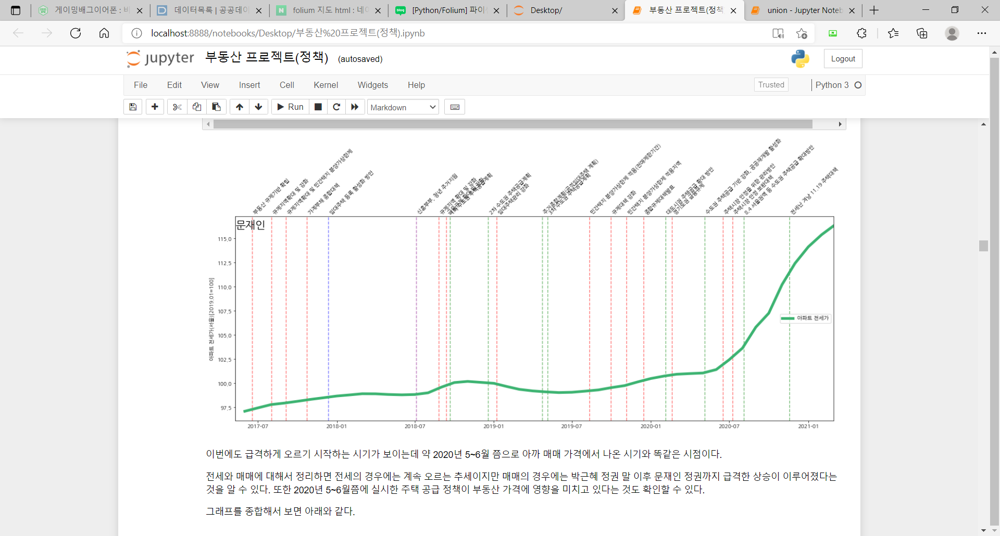 게이밍배그이어폰 : 비
데이터목록 | 공공데이
folium 지도 html : 네이
[Python/Folium] 파이
Desktop/
부동산 프로젝트(정책
union - Jupyter Noteb
localhost:8888/notebooks/Desktop/부동산%20프로젝트(정책).ipynb
jupyter 부동산 프로젝트(정책) (autosaved)
Logout
File Edit View Insert Cell Kernel Widgets Help
Trusted
Python 3
Run
Markdown
부동산 규제기반 확립
규제지역확대 및 강화
규제지역확대 및 민간택지 분양가상한제
가계부채 종합대책
임대주택 등록 활성화 방안
신혼부부, 청년 주거지원
규제지역 확대 및 강화
2차 수도권 주택공급계획
임대주택관리 강화
주거종합계획(공적임대주택 계획)
3차 수도권 주택공급계획
민간택지 분양가상한제 적용(전매제한기간)
규제대책 강화
민간택지 분양가상한제 적용지역
종합규제대책발표
대도시권 주택공급 확대 방안
경기도권 금융규제
수도권 주택공급 기반 강화, 공공재개발 활성화
주택시장 안정을 위한 관리방안
주택시장 안정 보완대책
8.4 서울권역 등 수도권 주택공급 확대방안
전세난 겨냥 11.19 주택대책
문재인
115.0
112.5
110.0
107.5
105.0
102.5
100.0
97.5
아파트 전세가(서울)[2019.01=100]
아파트 전세가
2017-07 2018-01 2018-07 2019-01 2019-07 2020-01 2020-07 2021-01
이번에도 급격하게 오르기 시작하는 시기가 보이는데 약 2020년 5~6월 쯤으로 아까 매매 가격에서 나온 시기와 똑같은 시점이다.
전세와 매매에 대해서 정리하면 전세의 경우에는 계속 오르는 추세이지만 매매의 경우에는 박근혜 정권 말 이후 문재인 정권까지 급격한 상승이 이루어졌다는
것을 알 수 있다. 또한 2020년 5~6월쯤에 실시한 주택 공급 정책이 부동산 가격에 영향을 미치고 있다는 것도 확인할 수 있다.
그래프를 종합해서 보면 아래와 같다.